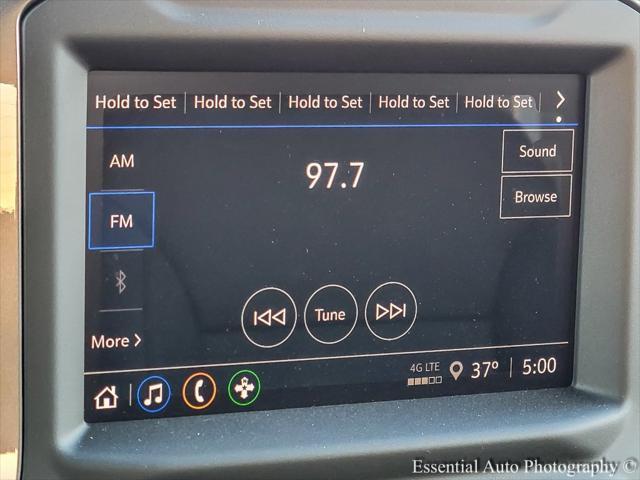 Hold to Set Hold to Set Hold to Set Hold to Set Hold to Set >
AM
97.7
Sound
FM
Browse
Tune
More >
4G LTE
37° 5:00
Essential Auto Photography ©